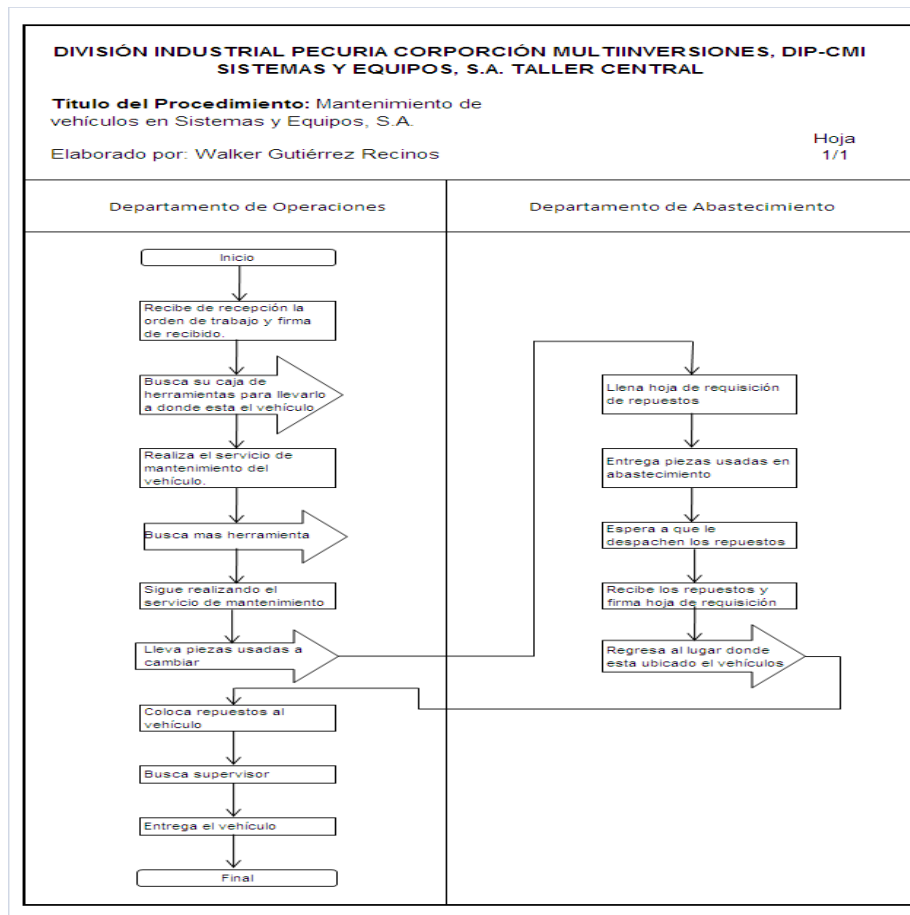 DIVISIÓN INDUSTRIAL PECURIA CORPORCIÓN MULTIINVERSIONES, DIP-CMI
SISTEMAS Y EQUIPOS, S.A. TALLER CENTRAL
Título del Procedimiento: Mantenimiento de
vehículos en Sistemas y Equipos, S.A.
Elaborado por: Walker Gutiérrez Recinos
Hoja
1/1
Departamento de Operaciones
Inicio
Recibe de recepción la
orden de trabajo y firma
de recibido.
Busca su caja de
herramientas para llevarlo
a donde esta el vehículo
Realiza el servicio de
mantenimiento del
vehículo.
Busca mas herramienta
Sigue realizando el
servicio de mantenimiento
Lleva piezas usadas a
cambiar
Departamento de Abastecimiento
Llena hoja de requisición
de repuestos
Entrega piezas usadas en
abastecimiento
Espera a que le
despachen los repuestos
Recibe los repuestos y
firma hoja de requisición
Regresa al lugar donde
esta ubicado el vehículos
Coloca repuestos al
vehículo
Busca supervisor
Entrega el vehículo
Final